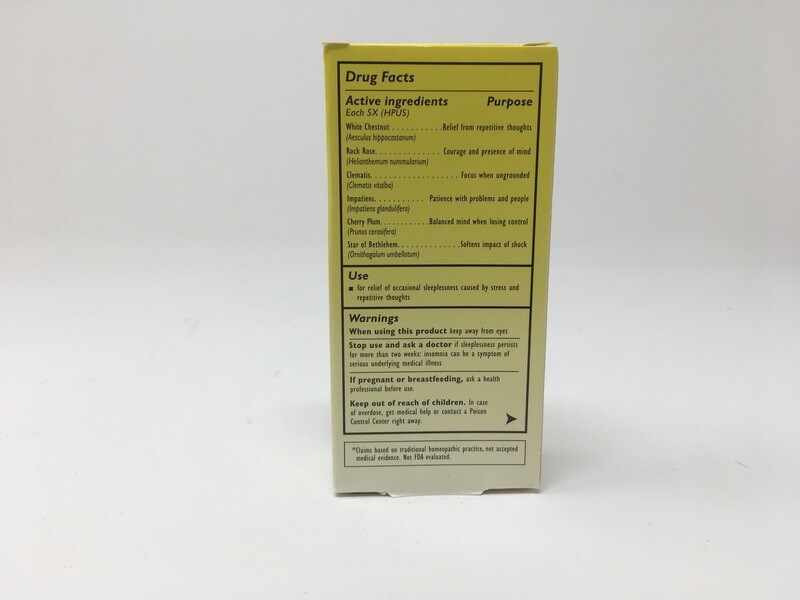 Drug Facts
Active ingredients Purpose
Each 5X (HPUS)
White Chestnut . . . . . . . . . . .Relief from repetitive thoughts
(Aesculus hippocastanum)
Rock Rose. . . . . . . . . . . . . . Courage and presence of mind
(Helianthemum nummularium)
Clematis. . . . . . . . . . . . . . . . . . . Focus when ungrounded
(Clematis vitalba)
Impatiens. . . . . . . . . . . Patience with problems and people
(Impatiens glandulifera)
Cherry Plum. . . . . . . . . . .Balanced mind when losing control
(Prunus cerasifera)
Star of Bethlehem. . . . . . . . . . . . .Softens impact of shock
(Ornithogalum umbellatum)
Use
■ for relief of occasional sleeplessness caused by stress and
repetitive thoughts
Warnings
When using this product keep away from eyes
Stop use and ask a doctor if sleeplessness persists
for more than two weeks: insomnia can be a symptom of
serious underlying medical illness
If pregnant or breastfeeding, ask a health
professional before use.
Keep out of reach of children. In case
of overdose, get medical help or contact a Poison
Control Center right away.
*Claims based on traditional homeopathic practice, not accepted
medical evidence. Not FDA evaluated.